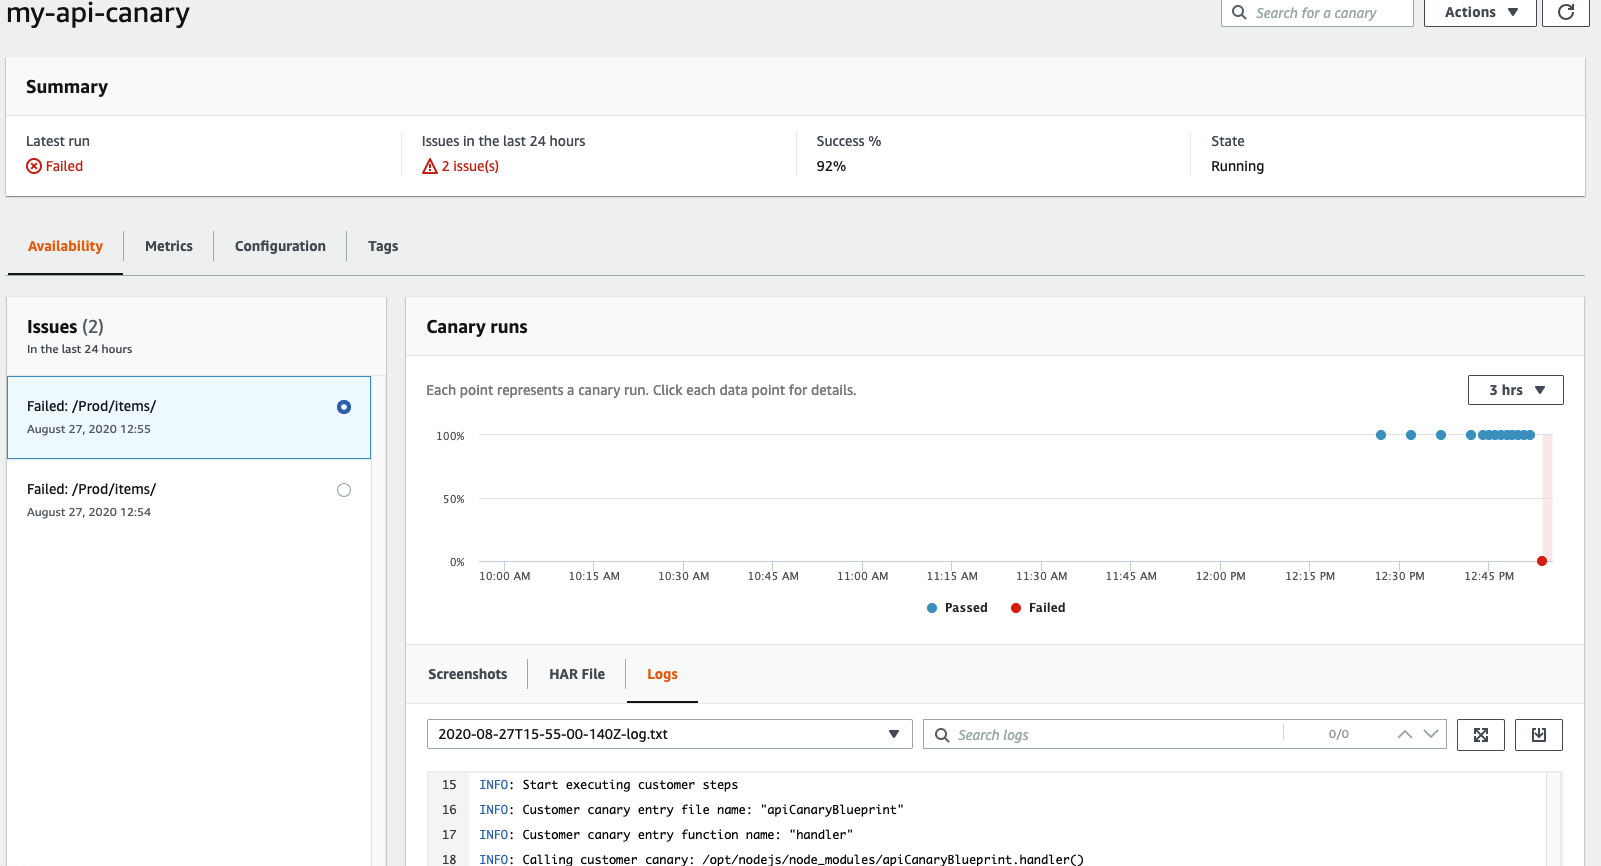 my-api-canary
Search for a canary
Actions
Summary
Latest run
Failed
Issues in the last 24 hours
2 issue(s)
Success %
92%
State
Running
Availability
Metrics
Configuration
Tags
Issues (2)
In the last 24 hours
Failed: /Prod/items/
August 27, 2020 12:55
Failed: /Prod/items/
August 27, 2020 12:54
Canary runs
Each point represents a canary run. Click each data point for details.
3 hrs
100%
50%
0%
10:00 AM
10:15 AM
10:30 AM
10:45 AM
11:00 AM
11:15 AM
11:30 AM
11:45 AM
12:00 PM
12:15 PM
12:30 PM
12:45 PM
Passed
Failed
Screenshots
HAR File
Logs
2020-08-27T15-55-00-140Z-log.txt
Search logs
0/0
15 INFO: Start executing customer steps
16 INFO: Customer canary entry file name: "apiCanaryBlueprint"
17 INFO: Customer canary entry function name: "handler"
18 INFO: Calling customer canary: /opt/nodejs/node_modules/apiCanaryBlueprint.handler()